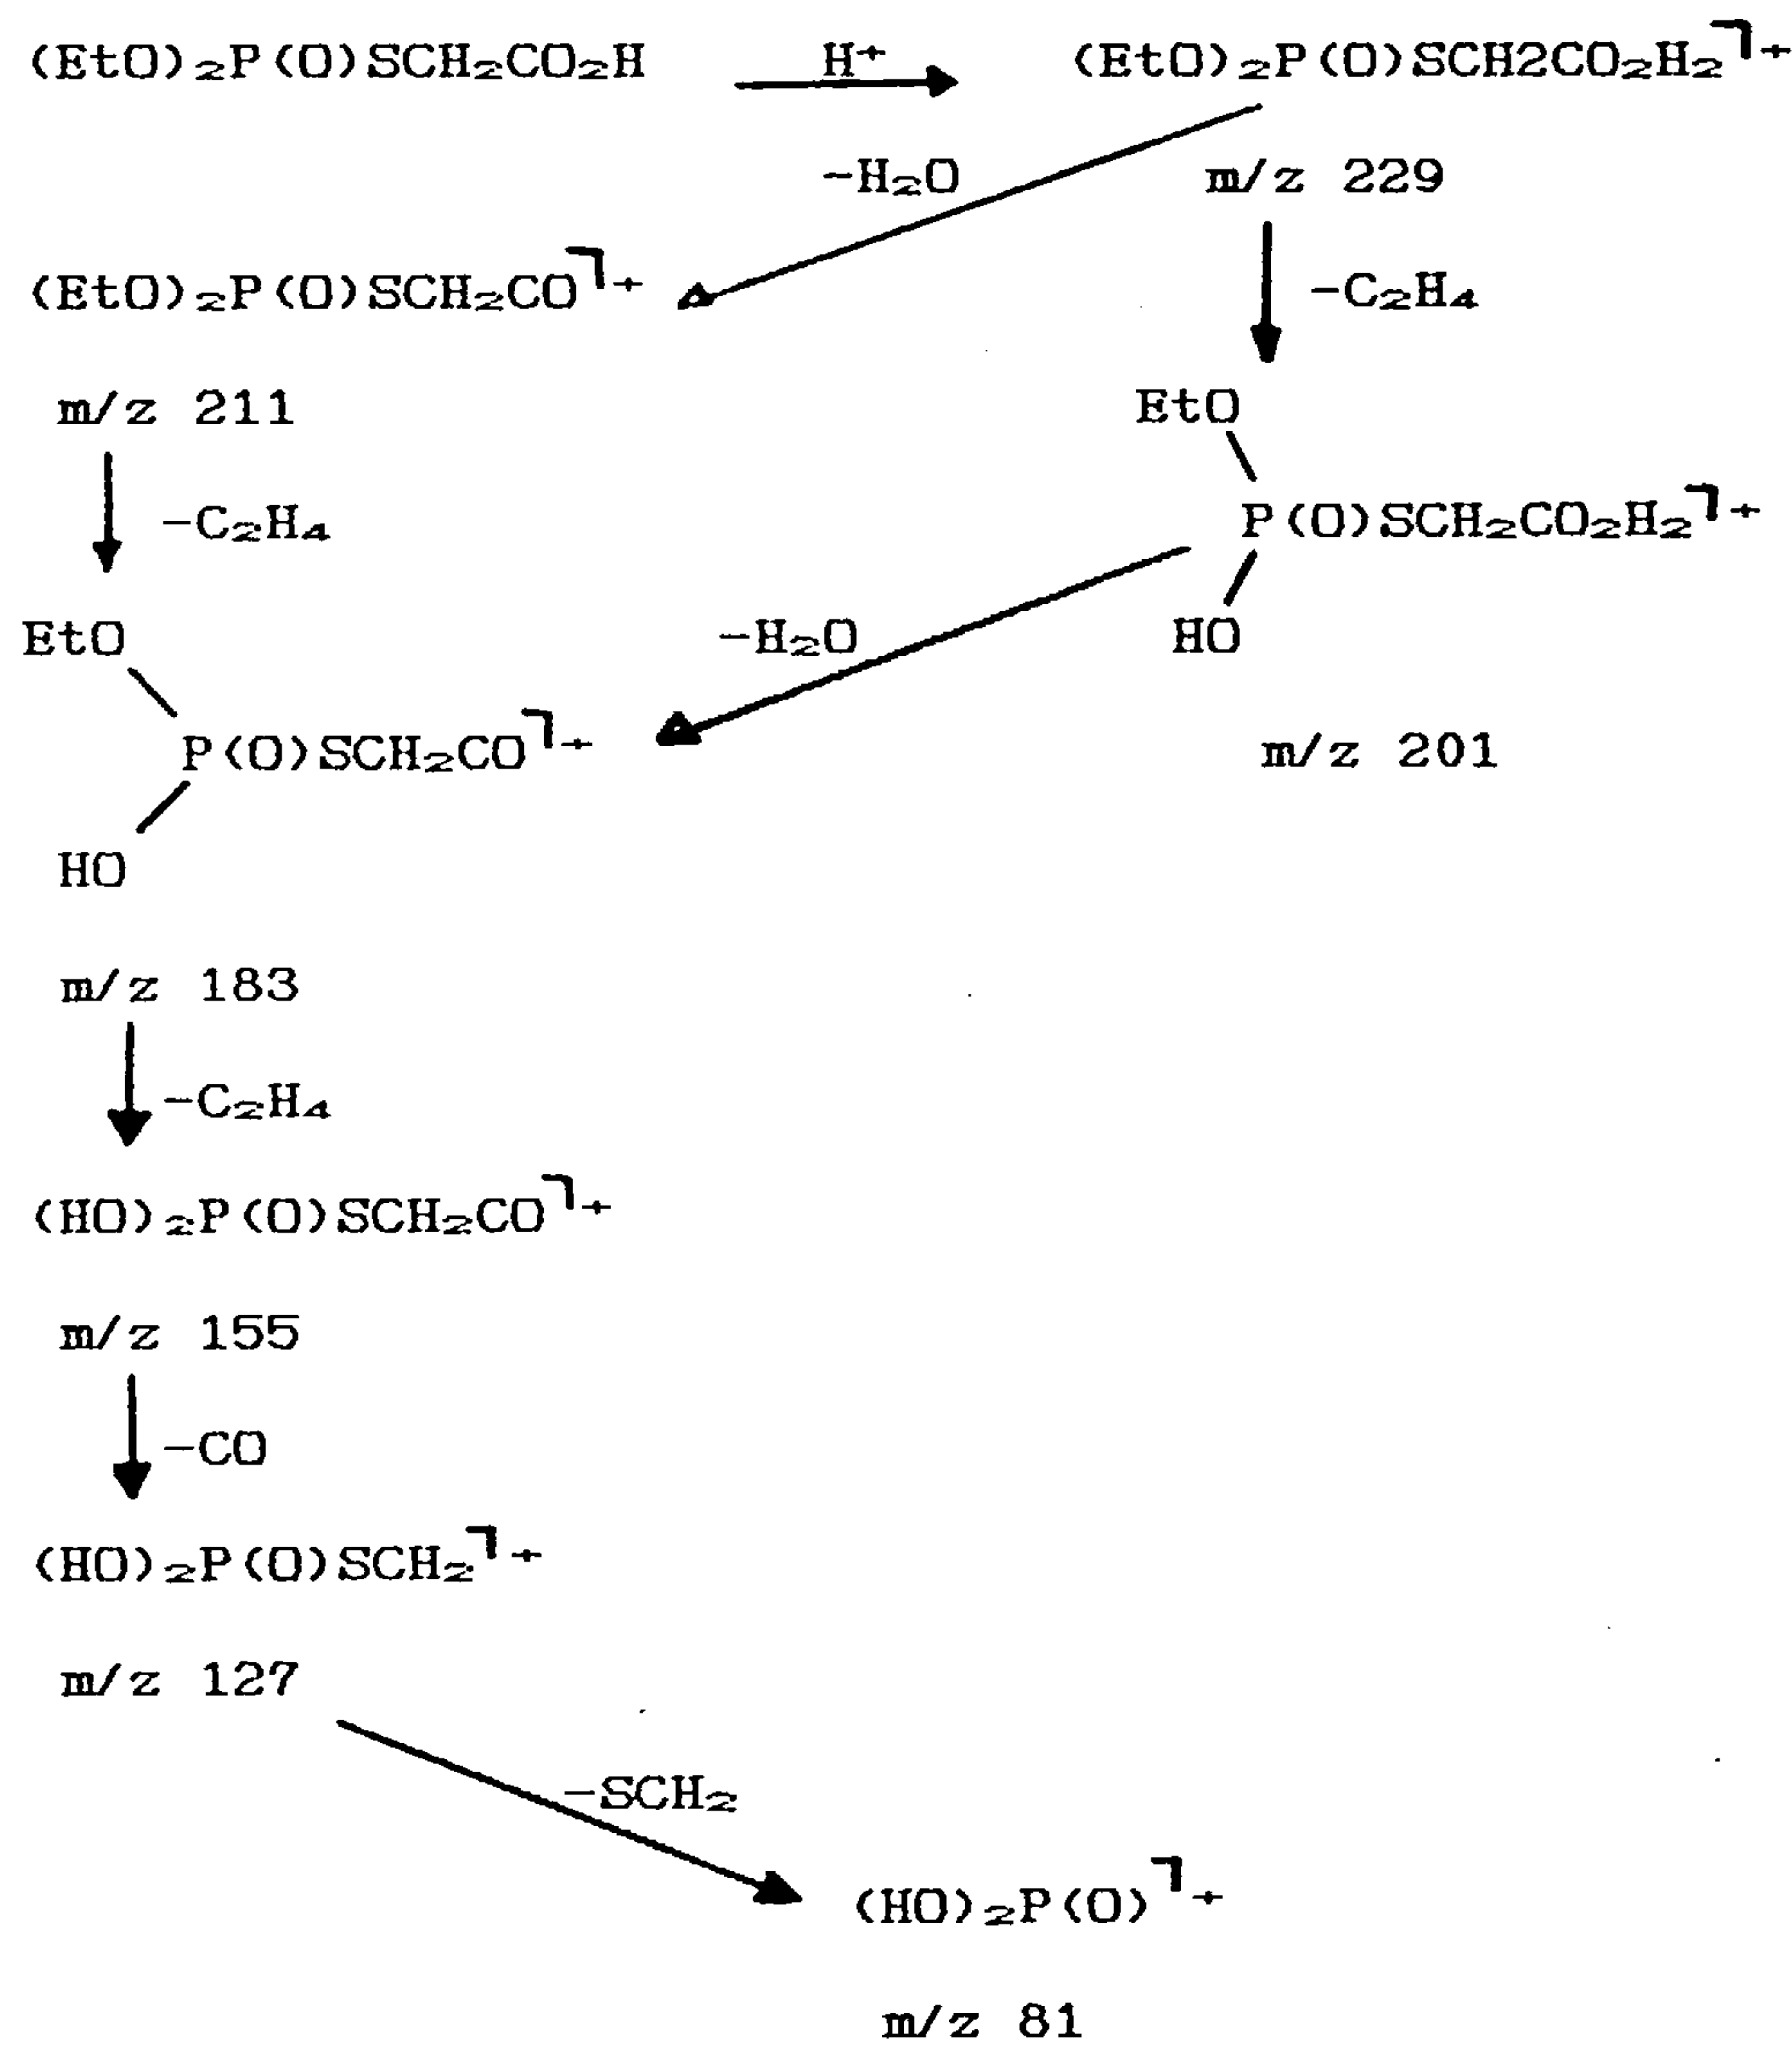 (EtO)₂P(O)SCH₂CO₂H H⁺ (EtO)₂P(O)SCH2CO₂H₂⌉+
-H₂O m/z 229
(EtO)₂P(O)SCH₂CO⌉+ -C₂H₄
m/z 211 EtO
-C₂H₄ P(O)SCH₂CO₂H₂⌉+
EtO -H₂O HO
P(O)SCH₂CO⌉+ m/z 201
HO
m/z 183
-C₂H₄
(HO)₂P(O)SCH₂CO⌉+
m/z 155
-CO
(HO)₂P(O)SCH₂⌉+
m/z 127
-SCH₂
(HO)₂P(O)⌉+
m/z 81